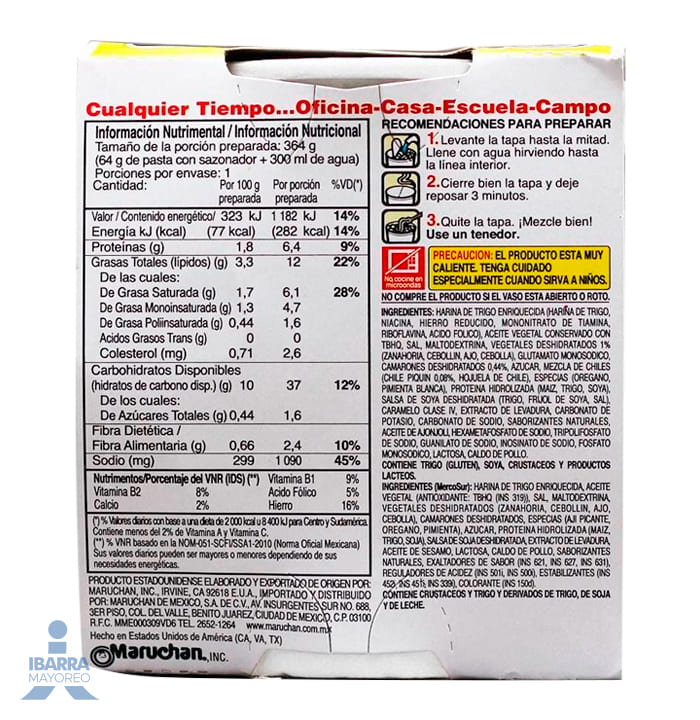 Cualquier Tiempo...Oficina-Casa-Escuela-Campo
Información Nutrimental / Información Nutricional
Tamaño de la porción preparada: 364 g
(64 g de pasta con sazonador + 300 ml de agua)
Porciones por envase: 1
Cantidad: Por 100 g preparada Por porción preparada %VD(*)
Valor / Contenido energético/ 323 kJ 1 182 kJ 14%
Energía kJ (kcal) (77 kcal) (282 kcal) 14%
Proteínas (g) 1,8 6,4 9%
Grasas Totales (lípidos) (g) 3,3 12 22%
De las cuales:
De Grasa Saturada (g) 1,7 6,1 28%
De Grasa Monoinsaturada (g) 1,3 4,7
De Grasa Poliinsaturada (g) 0,44 1,6
Acidos Grasos Trans (g) 0 0
Colesterol (mg) 0,71 2,6
Carbohidratos Disponibles
(hidratos de carbono disp.) (g) 10 37 12%
De los cuales:
De Azúcares Totales (g) 0,44 1,6
Fibra Dietética /
Fibra Alimentaria (g) 0,66 2,4 10%
Sodio (mg) 299 1 090 45%
Nutrimentos/Porcentaje del VNR (IDS) (**) Vitamina B1 9%
Vitamina B2 8% Acido Fólico 5%
Calcio 2% Hierro 16%
(*) % Valores diarios con base a una dieta de 2 000 kcal u 8 400 kJ para Centro y Sudamérica.
Contiene menos del 2% de Vitamina A y Vitamina C.
(**) % VNR basado en la NOM-051-SCFI/SSA1-2010 (Norma Oficial Mexicana)
Sus valores diarios pueden ser mayores o menores dependiendo de sus
necesidades energéticas.
PRODUCTO ESTADOUNIDENSE ELABORADO Y EXPORTADO DE ORIGEN POR:
MARUCHAN, INC., IRVINE, CA 92618 E.U.A., IMPORTADO Y DISTRIBUIDO
POR: MARUCHAN DE MEXICO, S.A. DE C.V., AV. INSURGENTES SUR NO. 688,
3ER PISO, COL. DEL VALLE, BENITO JUAREZ, CIUDAD DE MEXICO, C.P. 03100
R.F.C. MME000309VD6 TEL. 2652-1264 www.maruchan.com.mx
Hecho en Estados Unidos de América (CA, VA, TX)
Maruchan, INC.
RECOMENDACIONES PARA PREPARAR
1. Levante la tapa hasta la mitad.
Llene con agua hirviendo hasta
la línea interior.
2. Cierre bien la tapa y deje
reposar 3 minutos.
3. Quite la tapa. ¡Mezcle bien!
Use un tenedor.
No cocine en
microondas
PRECAUCION: EL PRODUCTO ESTA MUY
CALIENTE. TENGA CUIDADO
ESPECIALMENTE CUANDO SIRVA A NIÑOS.
NO COMPRE EL PRODUCTO SI EL VASO ESTA ABIERTO O ROTO.
INGREDIENTES: HARINA DE TRIGO ENRIQUECIDA (HARINA DE TRIGO,
NIACINA, HIERRO REDUCIDO, MONONITRATO DE TIAMINA,
RIBOFLAVINA, ACIDO FOLICO), ACEITE VEGETAL CONSERVADO CON
TBHQ, SAL, MALTODEXTRINA, VEGETALES DESHIDRATADOS 1%
(ZANAHORIA, CEBOLLIN, AJO, CEBOLLA), GLUTAMATO MONOSODICO,
CAMARONES DESHIDRATADOS 0,44%, AZUCAR, MEZCLA DE CHILES
(CHILE PIQUIN 0,08%, HOJUELA DE CHILE), ESPECIAS (OREGANO,
PIMIENTA BLANCA), PROTEINA HIDROLIZADA (MAIZ, TRIGO, SOYA),
SALSA DE SOYA DESHIDRATADA (TRIGO, FRIJOL DE SOYA, SAL),
CARAMELO CLASE IV, EXTRACTO DE LEVADURA, CARBONATO DE
POTASIO, CARBONATO DE SODIO, SABORIZANTES NATURALES,
ACEITE DE AJONJOLI, HEXAMETAFOSFATO DE SODIO, TRIPOLIFOSFATO
DE SODIO, GUANILATO DE SODIO, INOSINATO DE SODIO, FOSFATO
MONOSODICO, LACTOSA, CALDO DE POLLO.
CONTIENE TRIGO (GLUTEN), SOYA, CRUSTACEOS Y PRODUCTOS
LACTEOS.
INGREDIENTES (MercoSur): HARINA DE TRIGO ENRIQUECIDA, ACEITE
VEGETAL (ANTIOXIDANTE: TBHQ (INS 319)), SAL, MALTODEXTRINA,
VEGETALES DESHIDRATADOS (ZANAHORIA, CEBOLLIN, AJO,
CEBOLLA), CAMARONES DESHIDRATADOS, ESPECIAS (AJI PICANTE,
OREGANO, PIMIENTA), AZUCAR, PROTEINA HIDROLIZADA (MAIZ,
TRIGO, SOJA), SALSA DE SOJA DESHIDRATADA, EXTRACTO DE LEVADURA,
ACEITE DE SESAMO, LACTOSA, CALDO DE POLLO, SABORIZANTES
NATURALES, EXALTADORES DE SABOR (INS 621, INS 627, INS 631),
REGULADORES DE ACIDEZ (INS 501i, INS 500i), ESTABILIZANTES (INS
452i, INS 451i, INS 339i), COLORANTE (INS 150d).
CONTIENE CRUSTACEOS Y TRIGO Y DERIVADOS DE TRIGO, DE SOJA
Y DE LECHE.
IBARRA
MAYOREO